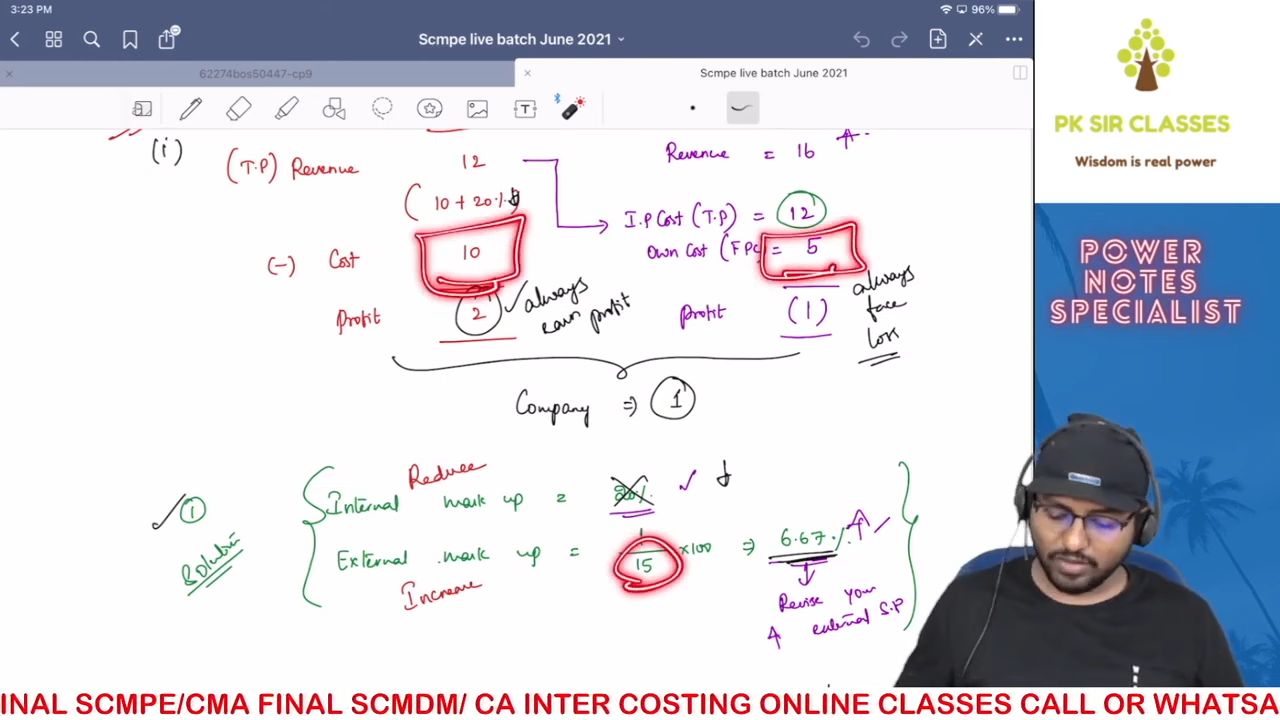 3:23 PM
96%
Scmpe live batch June 2021
62274bos50447-cp9
Scmpe live batch June 2021
PK SIR CLASSES
Wisdom is real power
POWER
NOTES
SPECIALIST
(i)
(T.P) Revenue 12
(10 + 20%)
(-) Cost 10
Profit 2 always
earn profit
Revenue = 16
I.P Cost (T.P) = 12
Own Cost (F PC) = 5
Profit (1)
always
face
loss
Company ⇒ 1
1
Solution
Reduce
Internal mark up = 20%
External mark up = 1/15 ×100 ⇒ 6.67%
Increase
Revise your
external S.P
INAL SCMPE/CMA FINAL SCMDM/ CA INTER COSTING ONLINE CLASSES CALL OR WHATSA